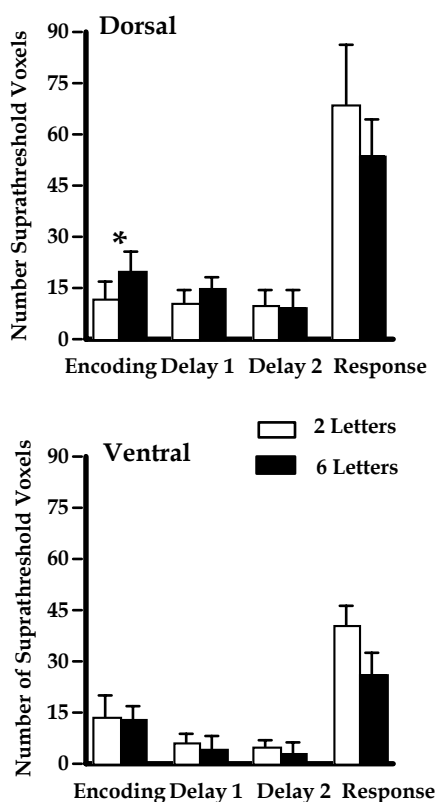 Dorsal
Number Suprathreshold Voxels
90
75
60
45
30
15
0
*
Encoding Delay 1 Delay 2 Response
Ventral
2 Letters
6 Letters
Number of Suprathreshold Voxels
90
75
60
45
30
15
0
Encoding Delay 1 Delay 2 Response